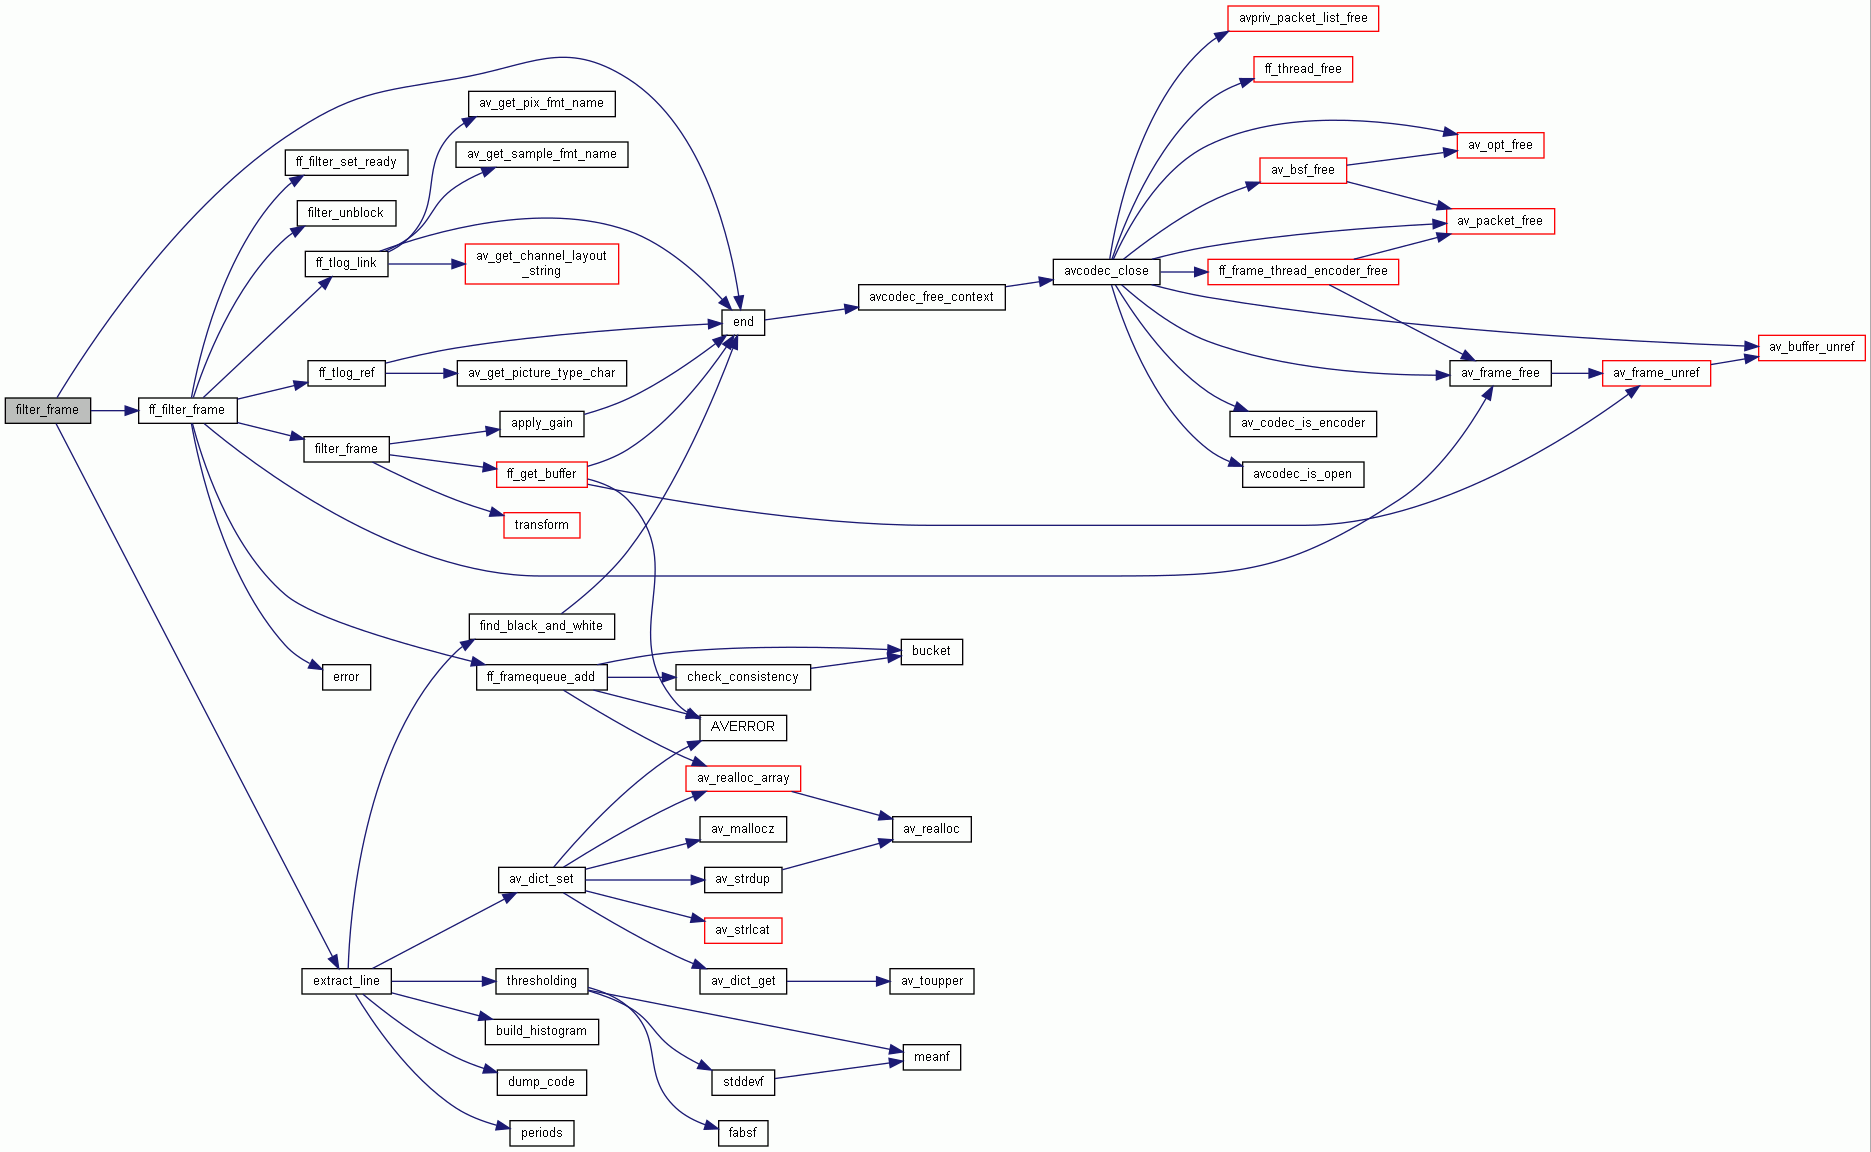 avpriv_packet_list_free
ff_thread_free
av_get_pix_fmt_name
av_opt_free
av_get_sample_fmt_name
ff_filter_set_ready
av_bsf_free
filter_unblock
av_packet_free
ff_tlog_link
av_get_channel_layout
_string
avcodec_close
ff_frame_thread_encoder_free
avcodec_free_context
end
av_buffer_unref
ff_tlog_ref
av_get_picture_type_char
av_frame_free
av_frame_unref
filter_frame
ff_filter_frame
apply_gain
av_codec_is_encoder
filter_frame
ff_get_buffer
avcodec_is_open
transform
find_black_and_white
bucket
error
ff_framequeue_add
check_consistency
AVERROR
av_realloc_array
av_mallocz
av_realloc
av_dict_set
av_strdup
av_strlcat
extract_line
thresholding
av_dict_get
av_toupper
build_histogram
meanf
dump_code
stddevf
periods
fabsf